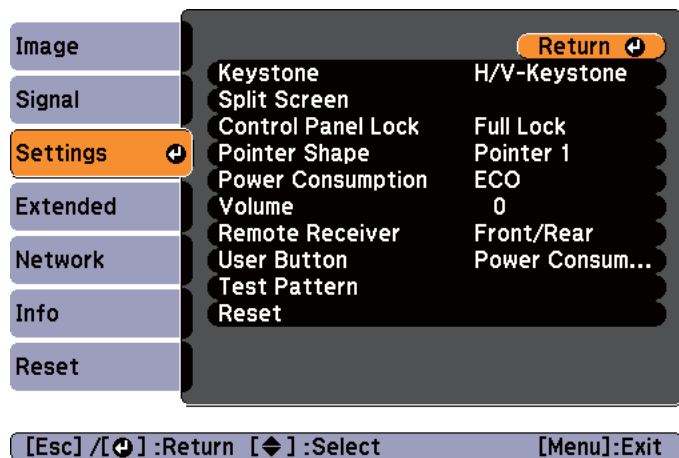 Image
Signal
Settings
Extended
Network
Info
Reset
Return
Keystone H/V-Keystone
Split Screen
Control Panel Lock Full Lock
Pointer Shape Pointer 1
Power Consumption ECO
Volume 0
Remote Receiver Front/Rear
User Button Power Consum...
Test Pattern
Reset
[Esc] /[⏎] :Return [◆] :Select [Menu]:Exit